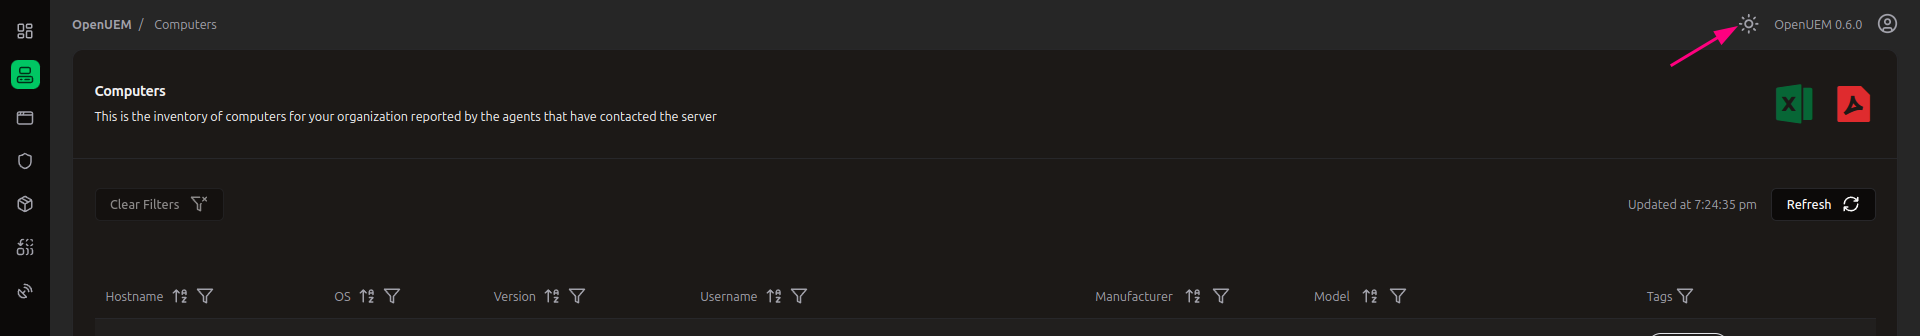 OpenUEM / Computers
OpenUEM 0.6.0
Computers
This is the inventory of computers for your organization reported by the agents that have contacted the server
Clear Filters
Updated at 7:24:35 pm
Refresh
Hostname OS Version Username Manufacturer Model Tags